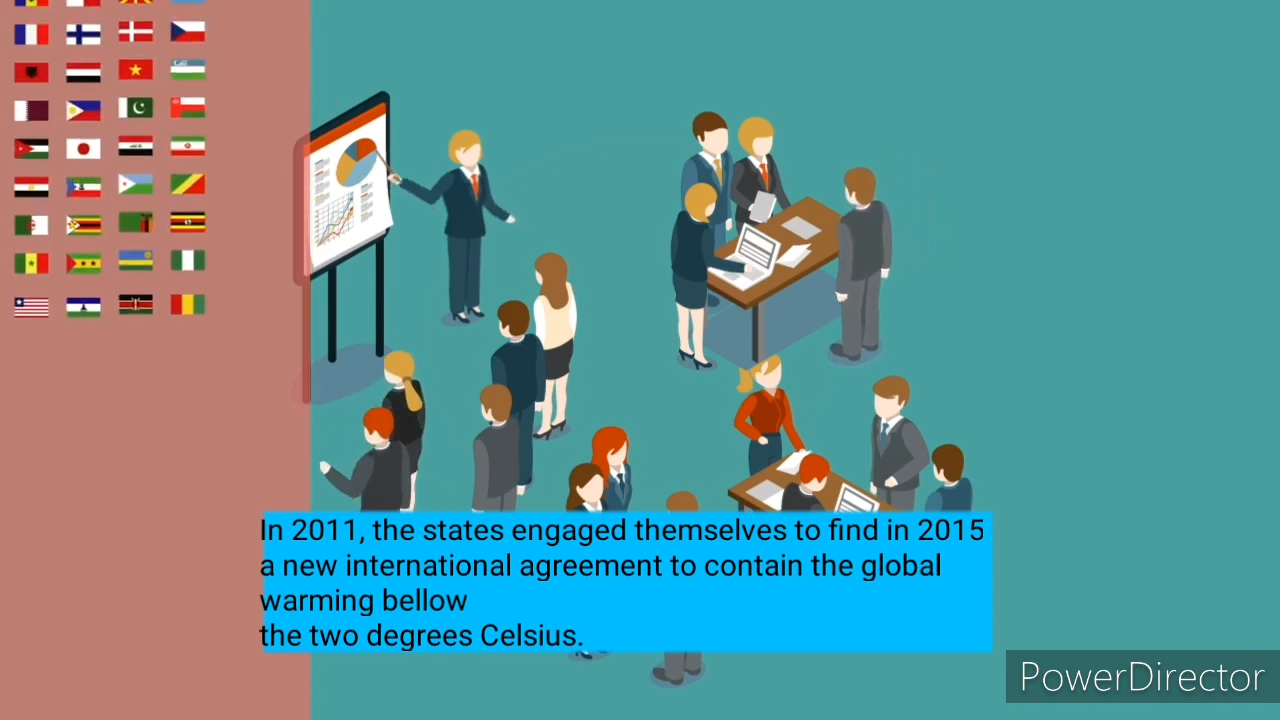 In 2011, the states engaged themselves to find in 2015
a new international agreement to contain the global
warming bellow
the two degrees Celsius.
PowerDirector